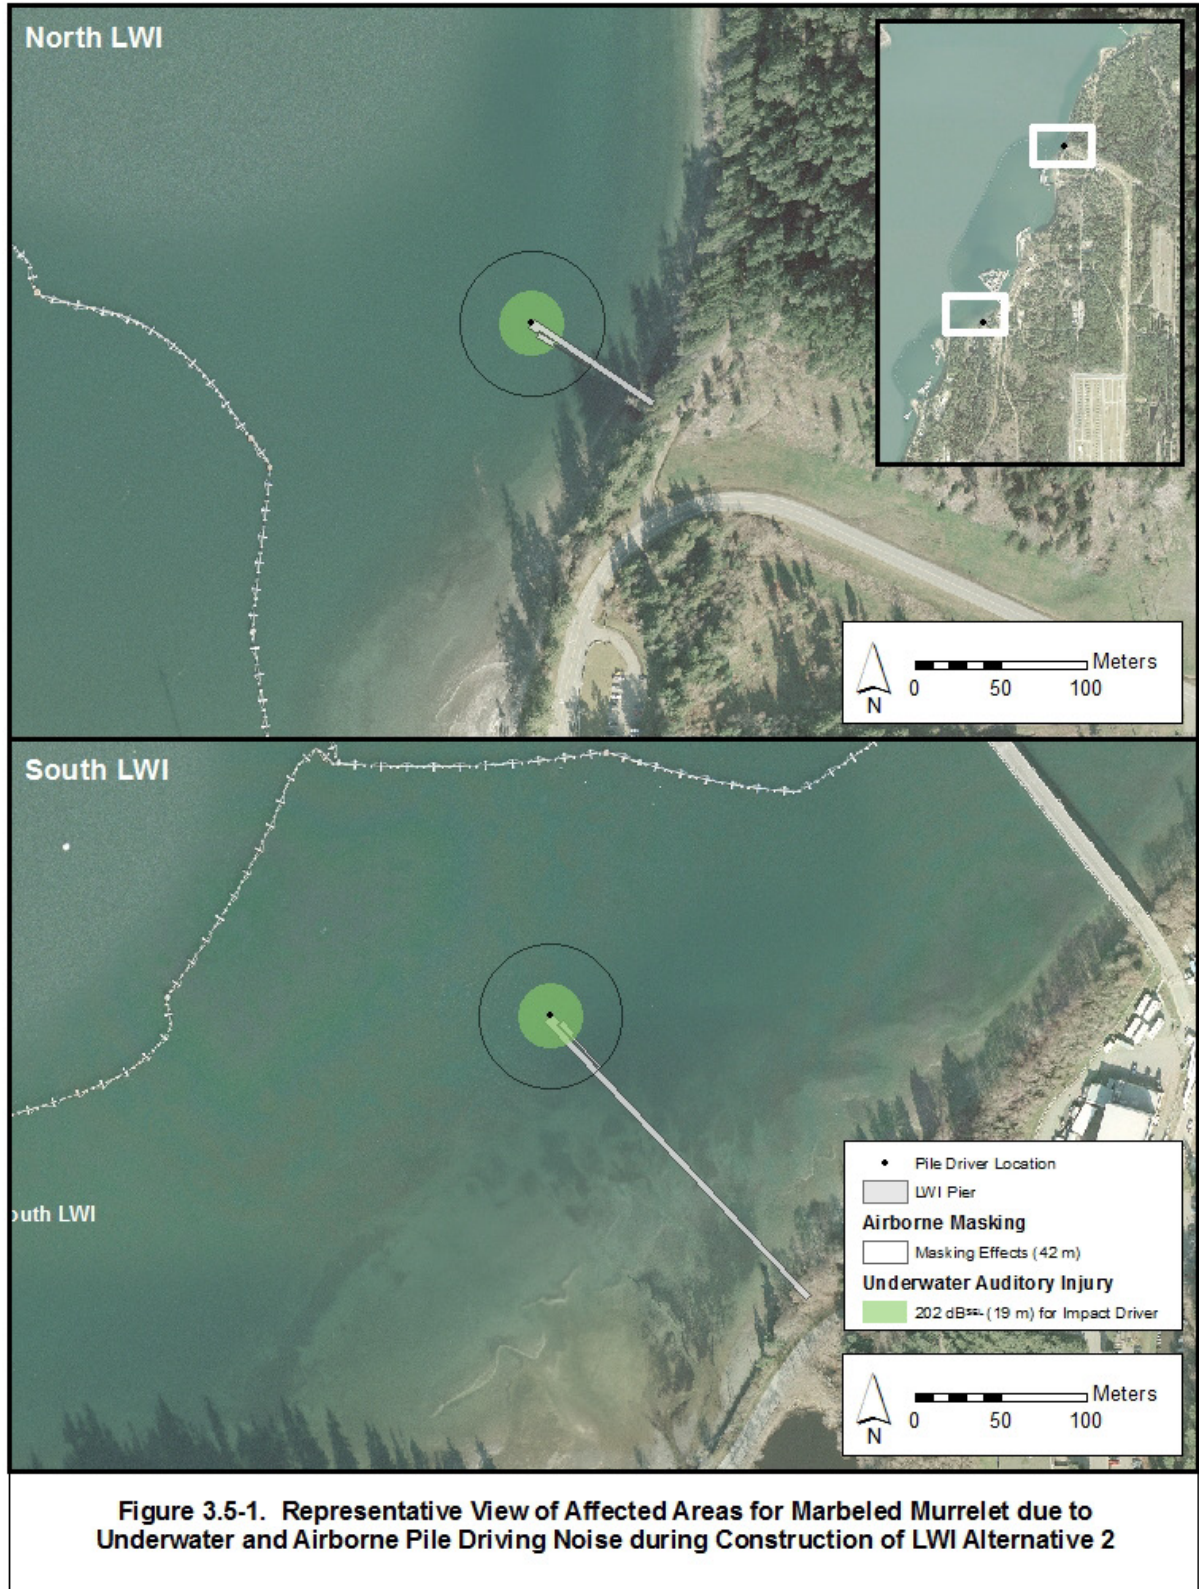 North LWI
Meters
0 50 100
N
South LWI
outh LWI
Pile Driver Location
LWI Pier
Airborne Masking
Masking Effects (42 m)
Underwater Auditory Injury
202 dBSEL (19 m) for Impact Driver
Meters
0 50 100
N
Figure 3.5-1. Representative View of Affected Areas for Marbeled Murrelet due to
Underwater and Airborne Pile Driving Noise during Construction of LWI Alternative 2